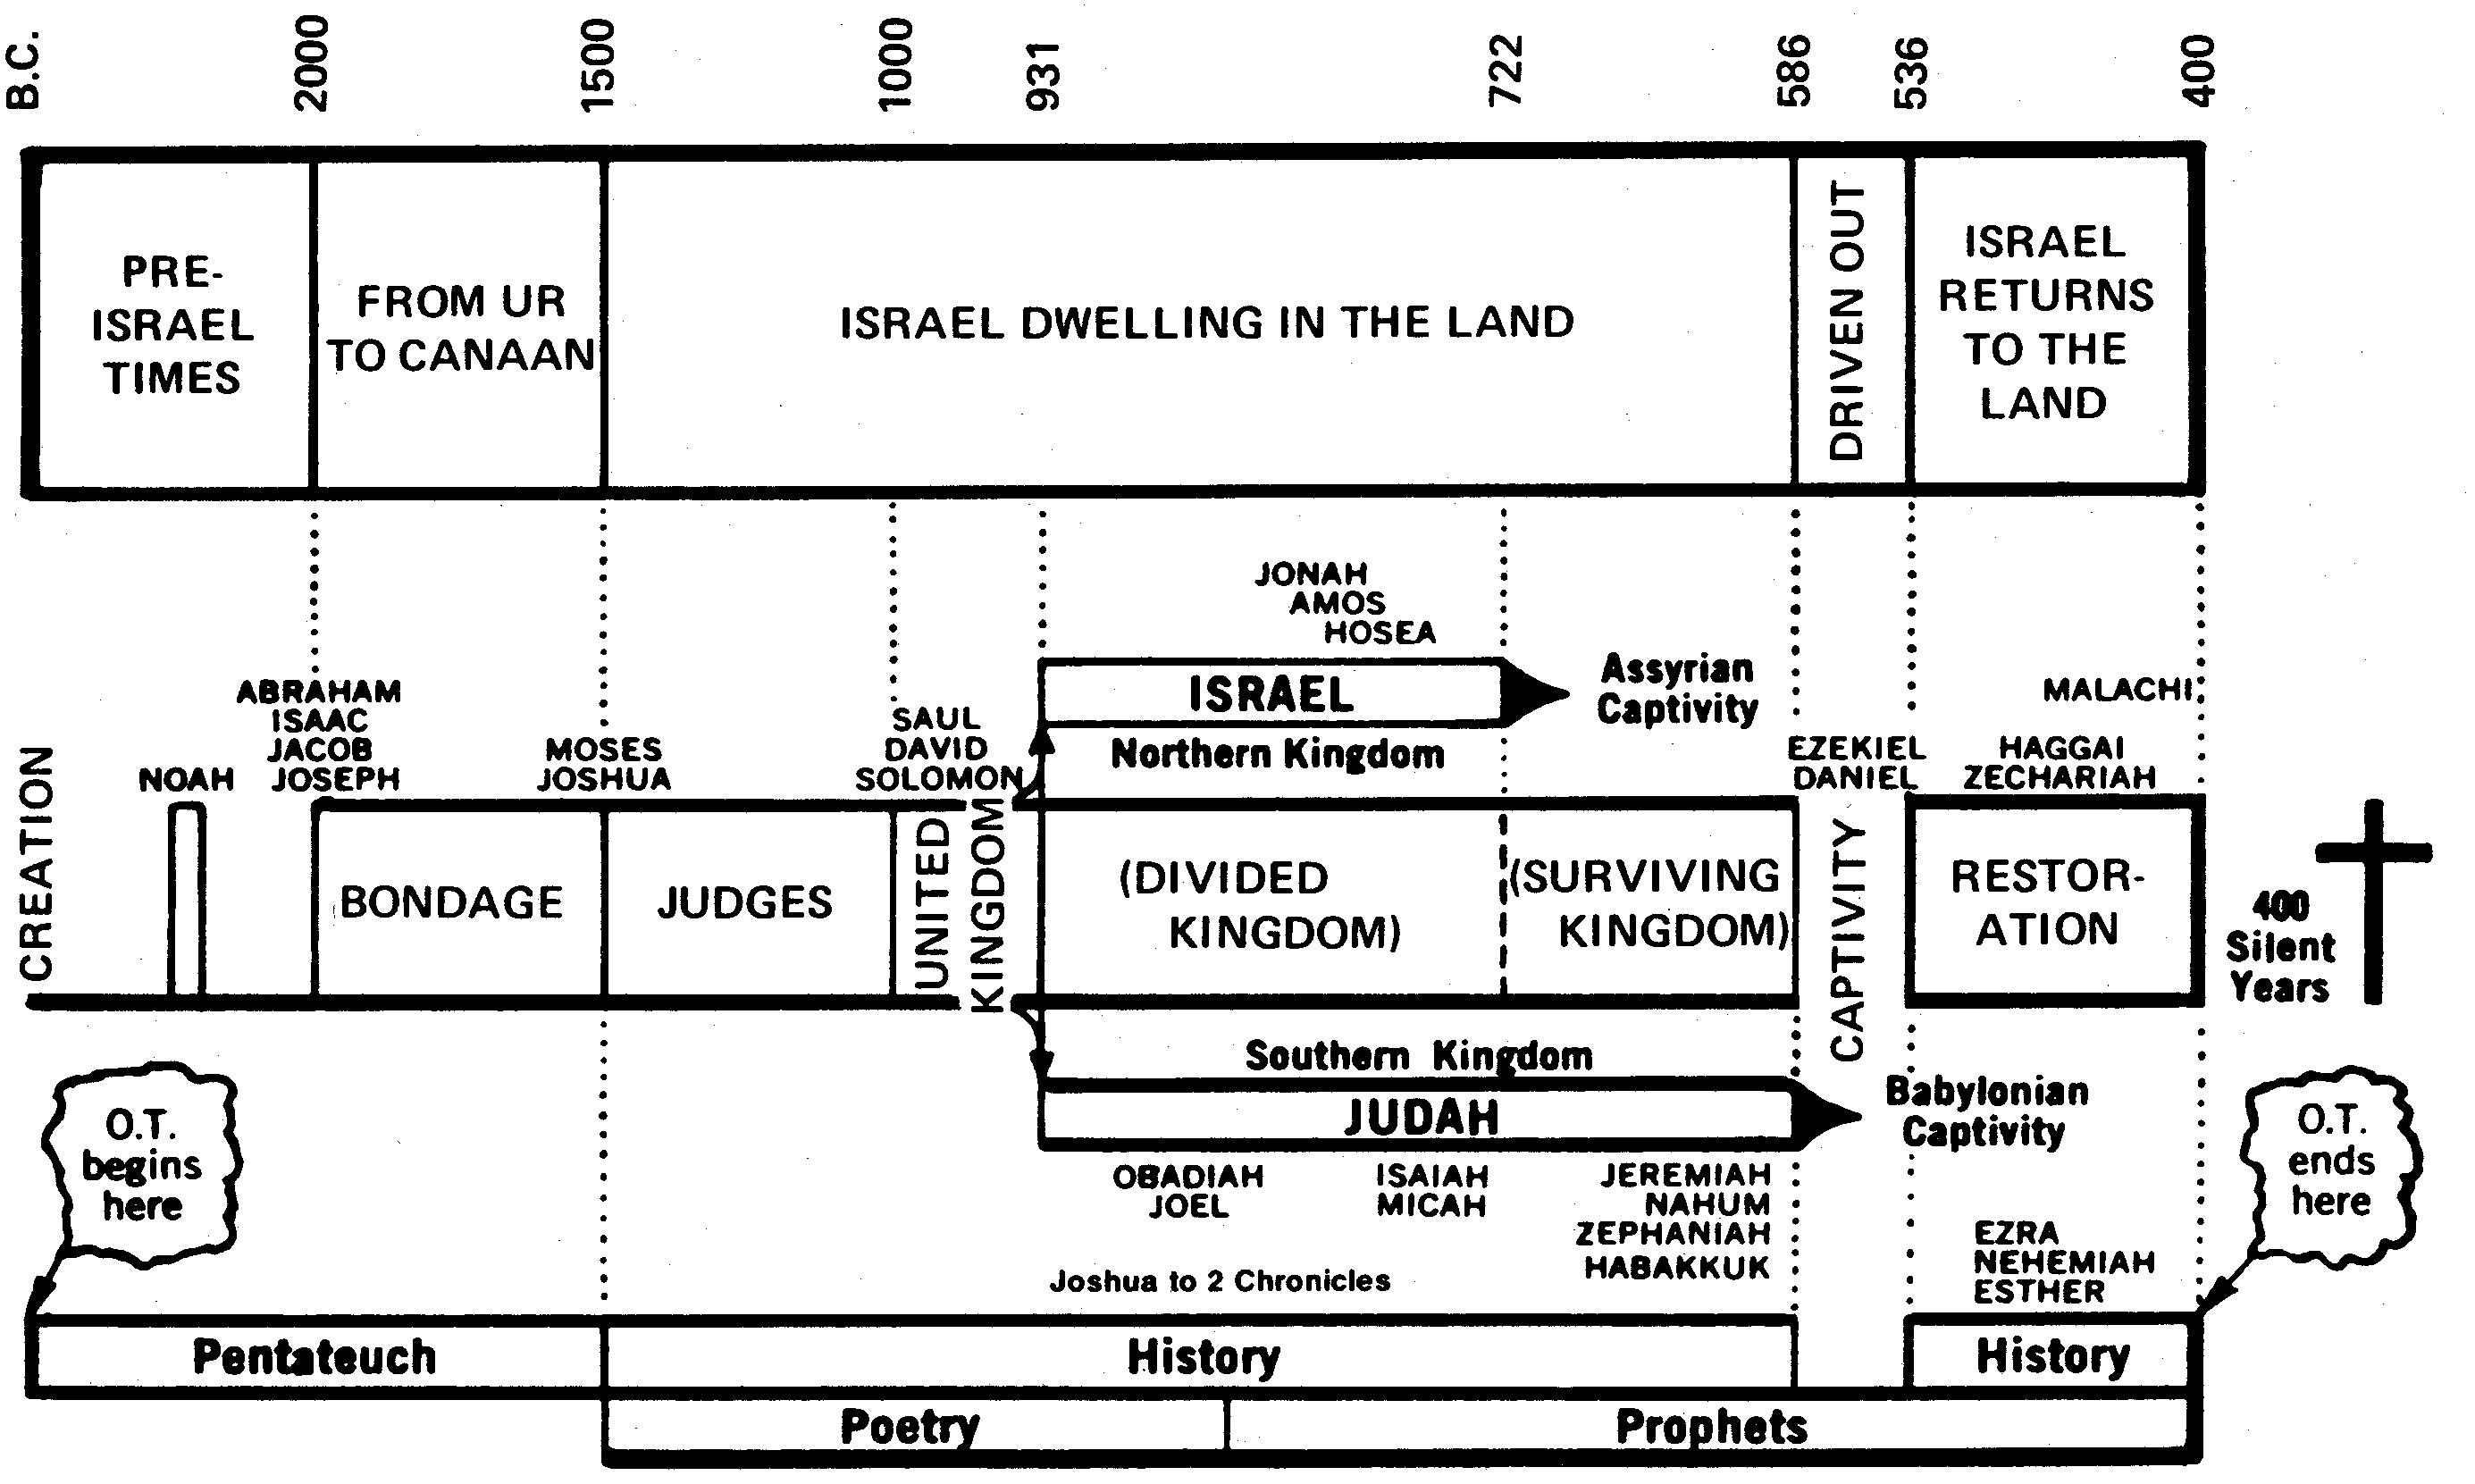 B.C.
2000
1500
1000
931
722
586
536
400
PRE-
ISRAEL
TIMES
FROM UR
TO CANAAN
ISRAEL DWELLING IN THE LAND
DRIVEN OUT
ISRAEL
RETURNS
TO THE
LAND
JONAH
AMOS
HOSEA
ISRAEL
Assyrian
Captivity
Northern Kingdom
CREATION
NOAH
ABRAHAM
ISAAC
JACOB
JOSEPH
MOSES
JOSHUA
SAUL
DAVID
SOLOMON
EZEKIEL
DANIEL
MALACHI
HAGGAI
ZECHARIAH
BONDAGE
JUDGES
UNITED
KINGDOM
(DIVIDED
KINGDOM)
(SURVIVING
KINGDOM)
CAPTIVITY
RESTOR-
ATION
400
Silent
Years
Southern Kingdom
JUDAH
Babylonian
Captivity
O.T.
begins
here
O.T.
ends
here
OBADIAH
JOEL
ISAIAH
MICAH
JEREMIAH
NAHUM
ZEPHANIAH
HABAKKUK
EZRA
NEHEMIAH
ESTHER
Joshua to 2 Chronicles
Pentateuch
History
History
Poetry
Prophets